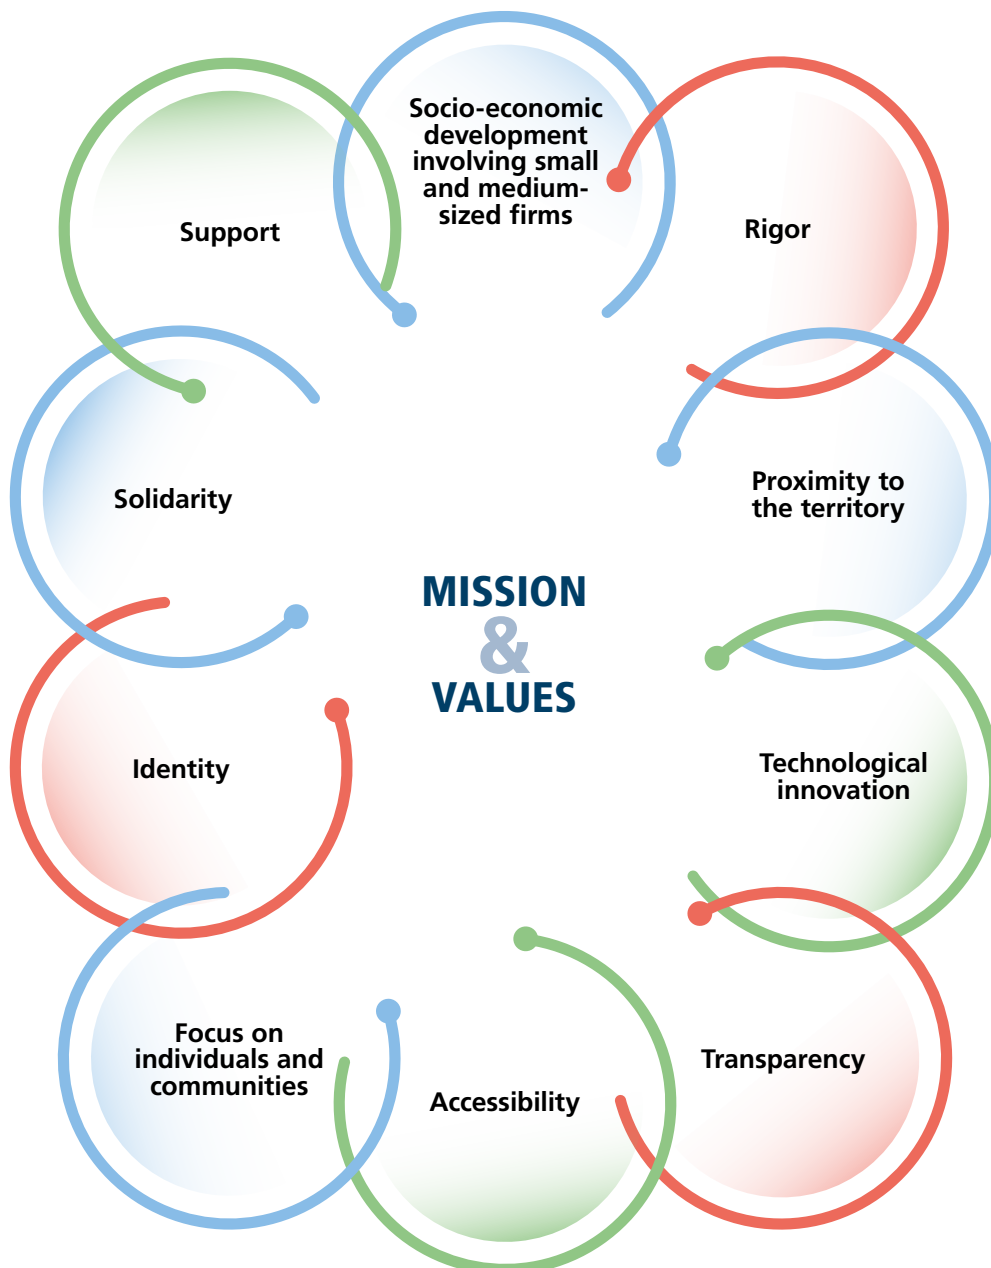 Socio-economic
development
involving small
and medium-
sized firms
Support
Rigor
Solidarity
Proximity to
the territory
MISSION
&
VALUES
Identity
Technological
innovation
Focus on
individuals and
communities
Accessibility
Transparency